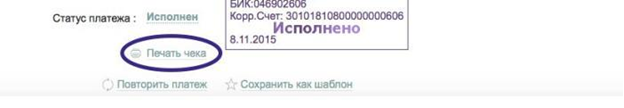 БИК:046902606
Статус платежа : Исполнен
Корр.Счет: 30101810800000000606
Исполнено
8.11.2015
Печать чека
Повторить платеж
Сохранить как шаблон